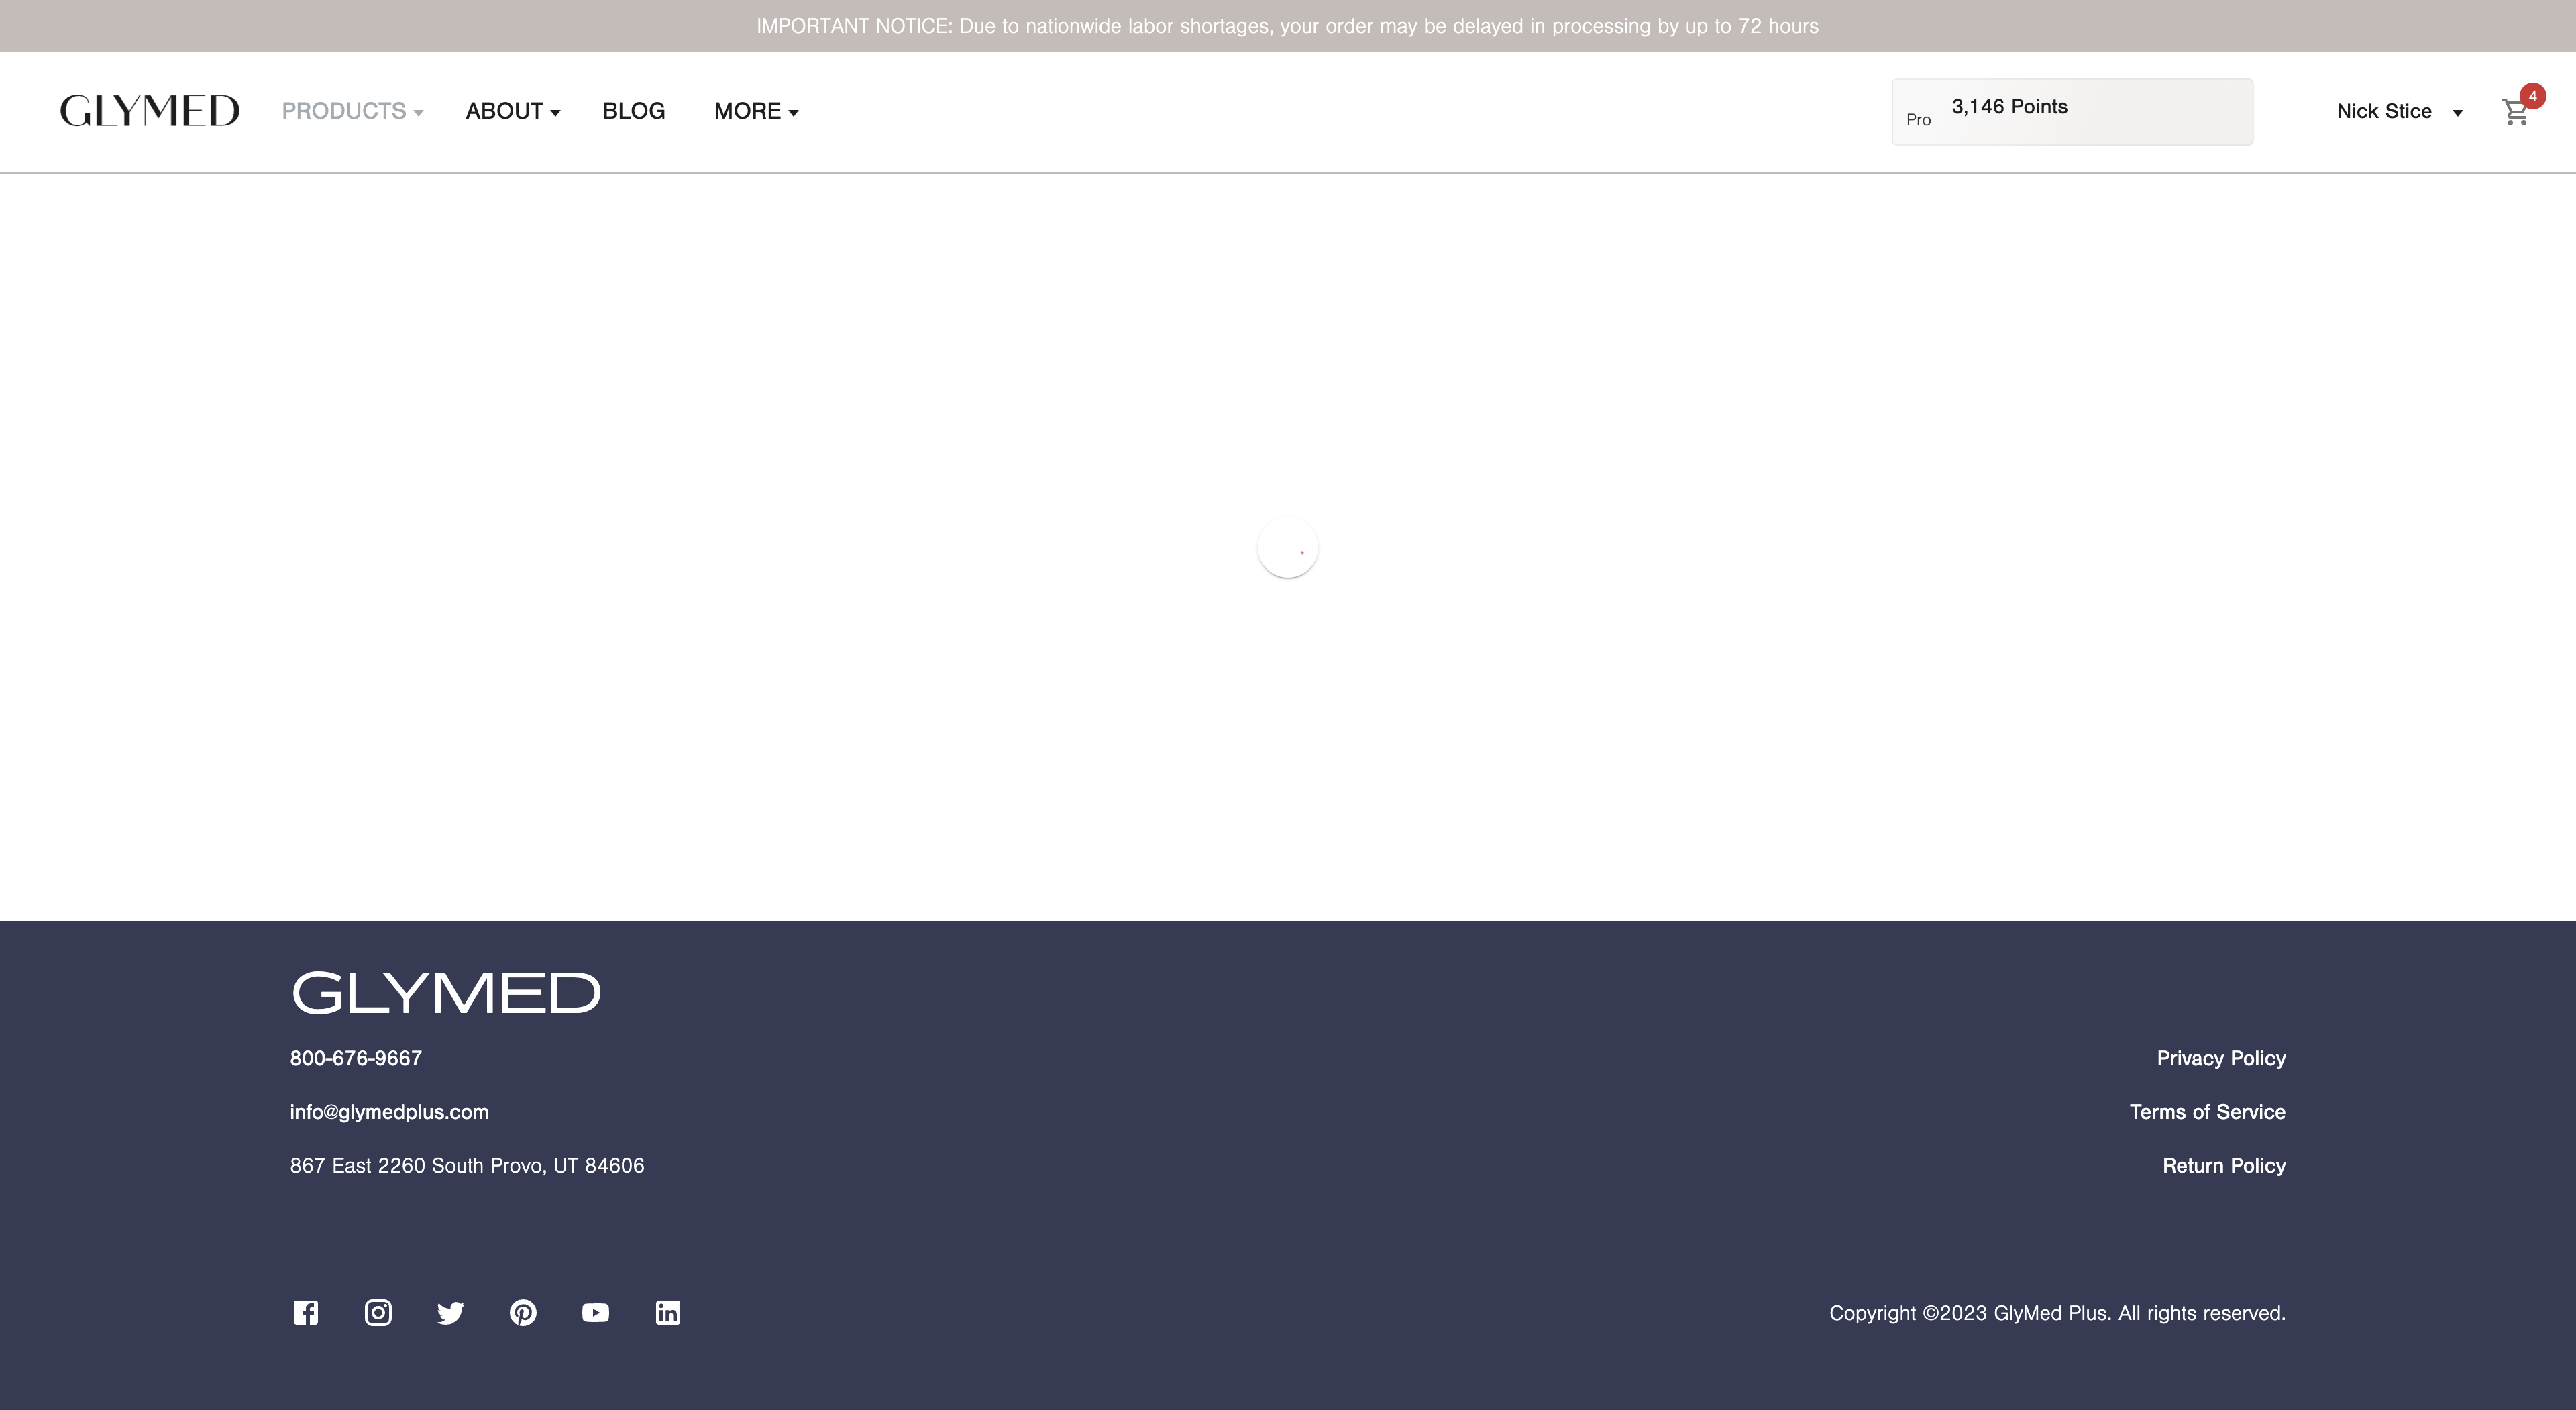 IMPORTANT NOTICE: Due to nationwide labor shortages, your order may be delayed in processing by up to 72 hours
GLYMED
PRODUCTS
ABOUT
BLOG
MORE
Pro
3,146 Points
Nick Stice
4
GLYMED
800-676-9667
Privacy Policy
info@glymedplus.com
Terms of Service
867 East 2260 South Provo, UT 84606
Return Policy
Copyright ©2023 GlyMed Plus. All rights reserved.